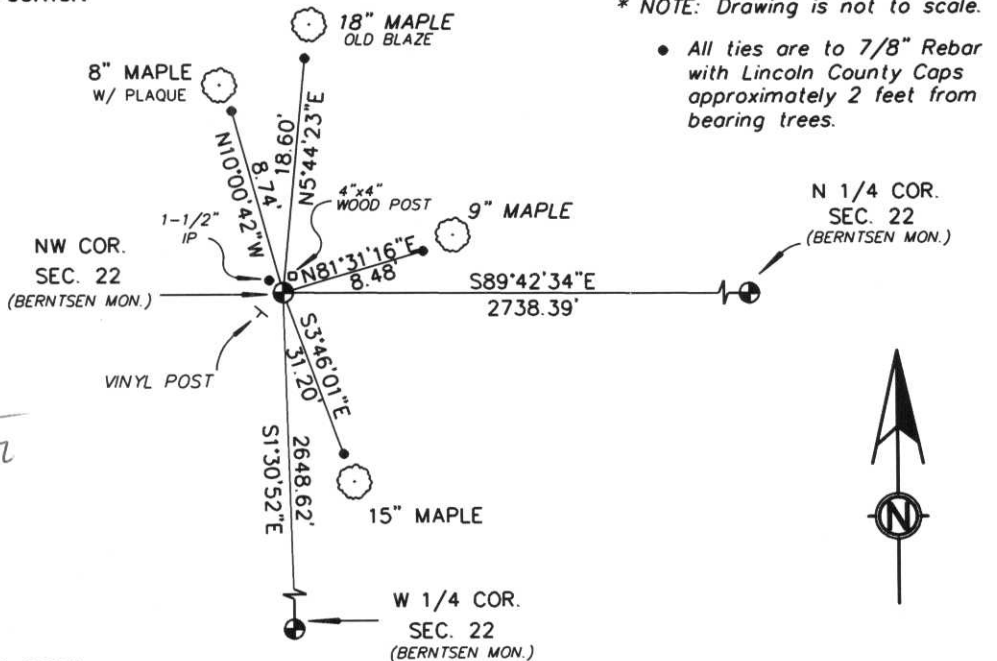 18" MAPLE
OLD BLAZE
* NOTE: Drawing is not to scale.
• All ties are to 7/8" Rebar
with Lincoln County Caps
approximately 2 feet from
bearing trees.
8" MAPLE
W/ PLAQUE
N10°00'42"W
8.74'
18.60'
N5°44'23"E
4"x4"
WOOD POST
9" MAPLE
1-1/2"
IP
N81°31'16"E
8.48'
NW COR.
SEC. 22
(BERNTSEN MON.)
N 1/4 COR.
SEC. 22
(BERNTSEN MON.)
S89°42'34"E
2738.39'
VINYL POST
S3°46'01"E
31.20'
S1°30'52"E
2648.62'
15" MAPLE
N
W 1/4 COR.
SEC. 22
(BERNTSEN MON.)